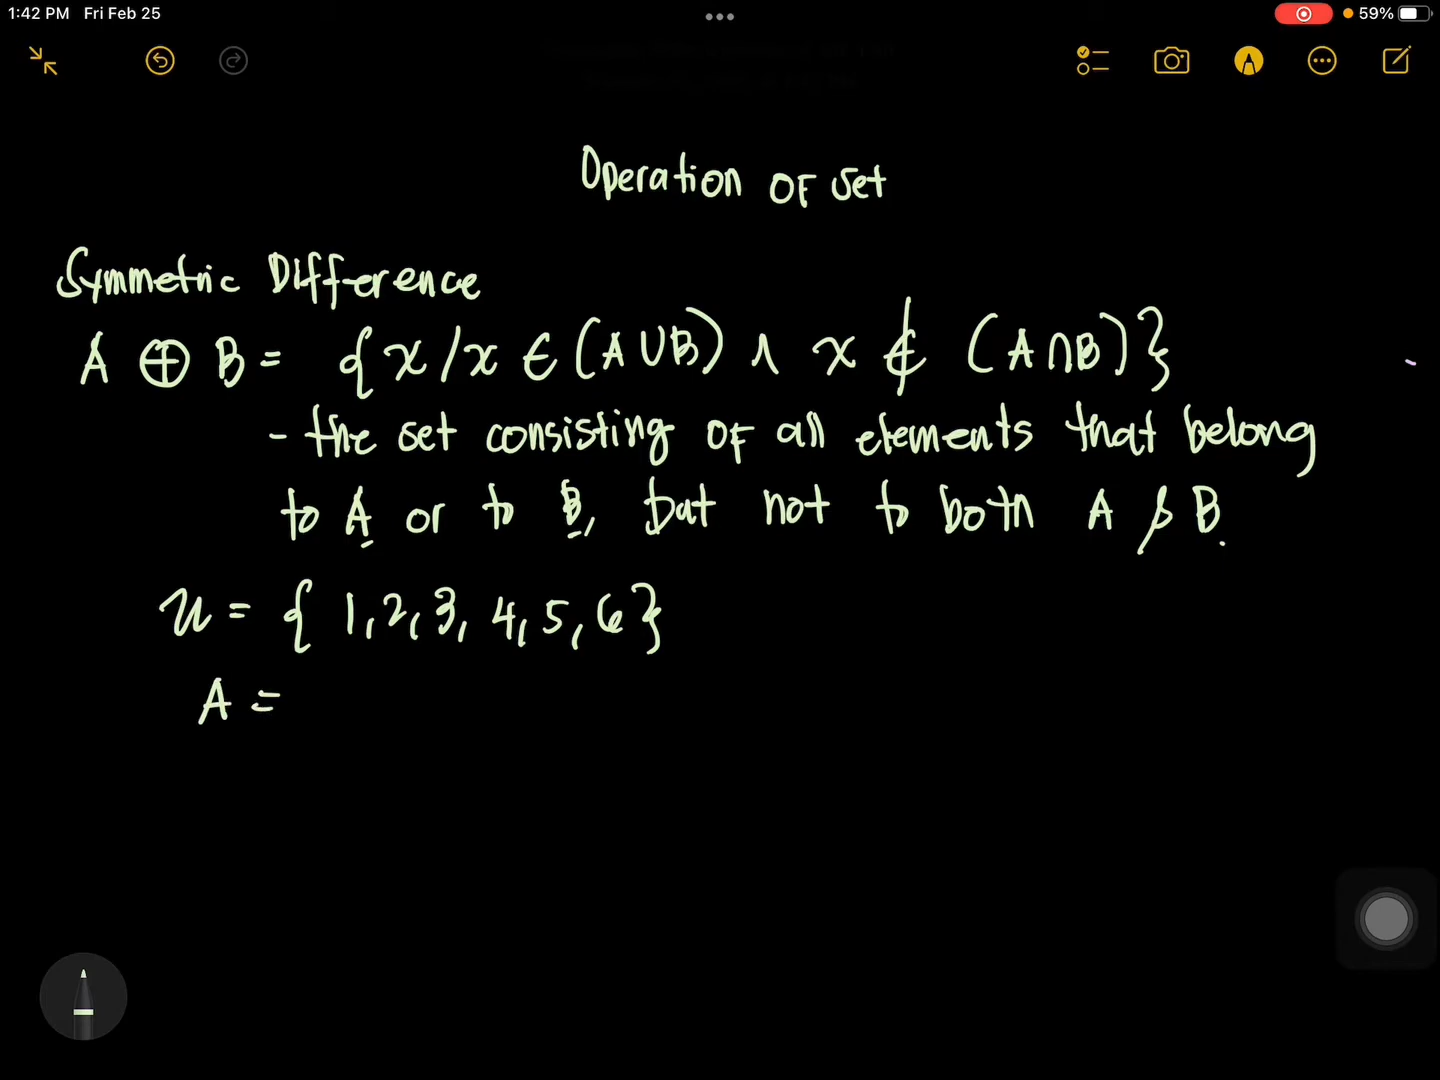 1:42 PM Fri Feb 25
59%
Operation OF Set
Symmetric Difference
A ⊕ B = {x/x ∈ (A∪B) ∧ x ∉ (A∩B)}
- the set consisting OF all elements that belong
to A or to B, but not to both A & B.
U = { 1,2,3,4,5,6}
A =